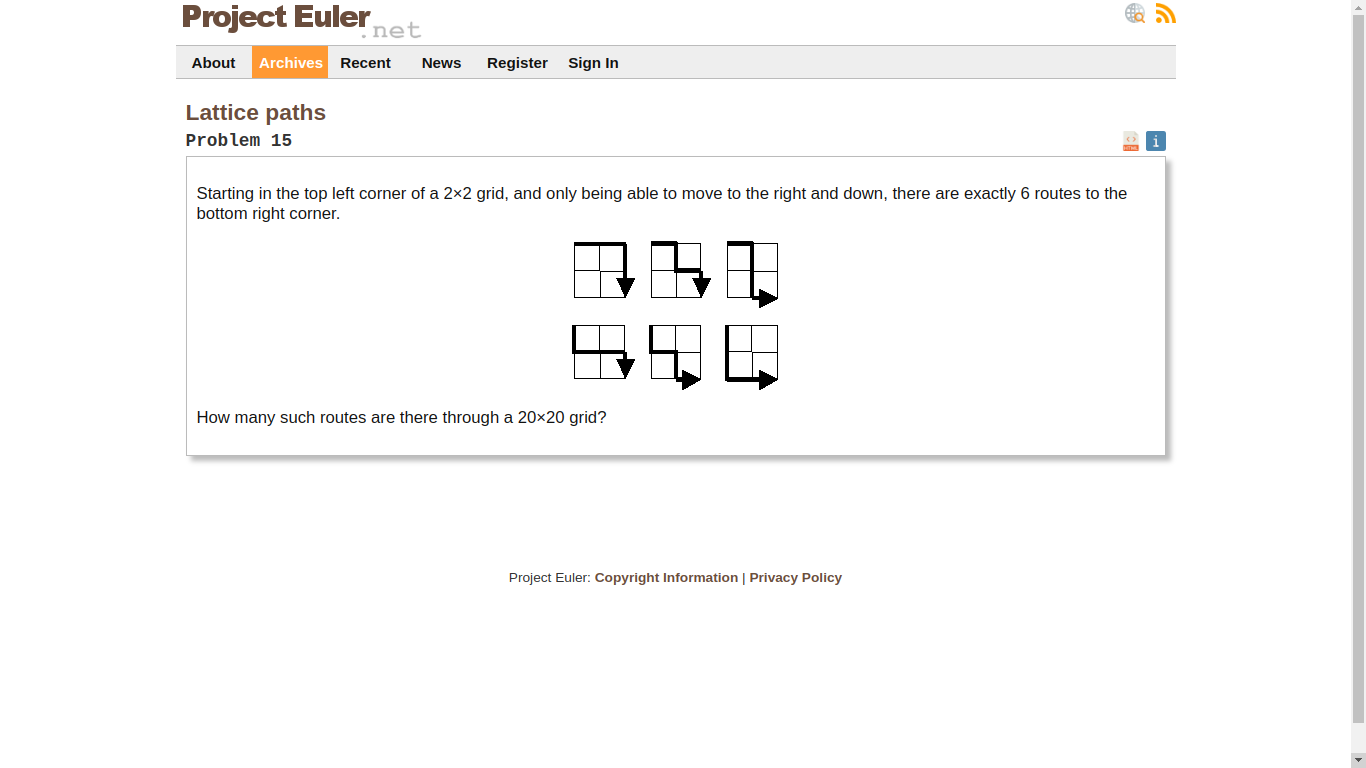 Project Euler
.net
About Archives Recent News Register Sign In
Lattice paths
Problem 15
HTML i
Starting in the top left corner of a 2×2 grid, and only being able to move to the right and down, there are exactly 6 routes to the
bottom right corner.
How many such routes are there through a 20×20 grid?
Project Euler: Copyright Information | Privacy Policy